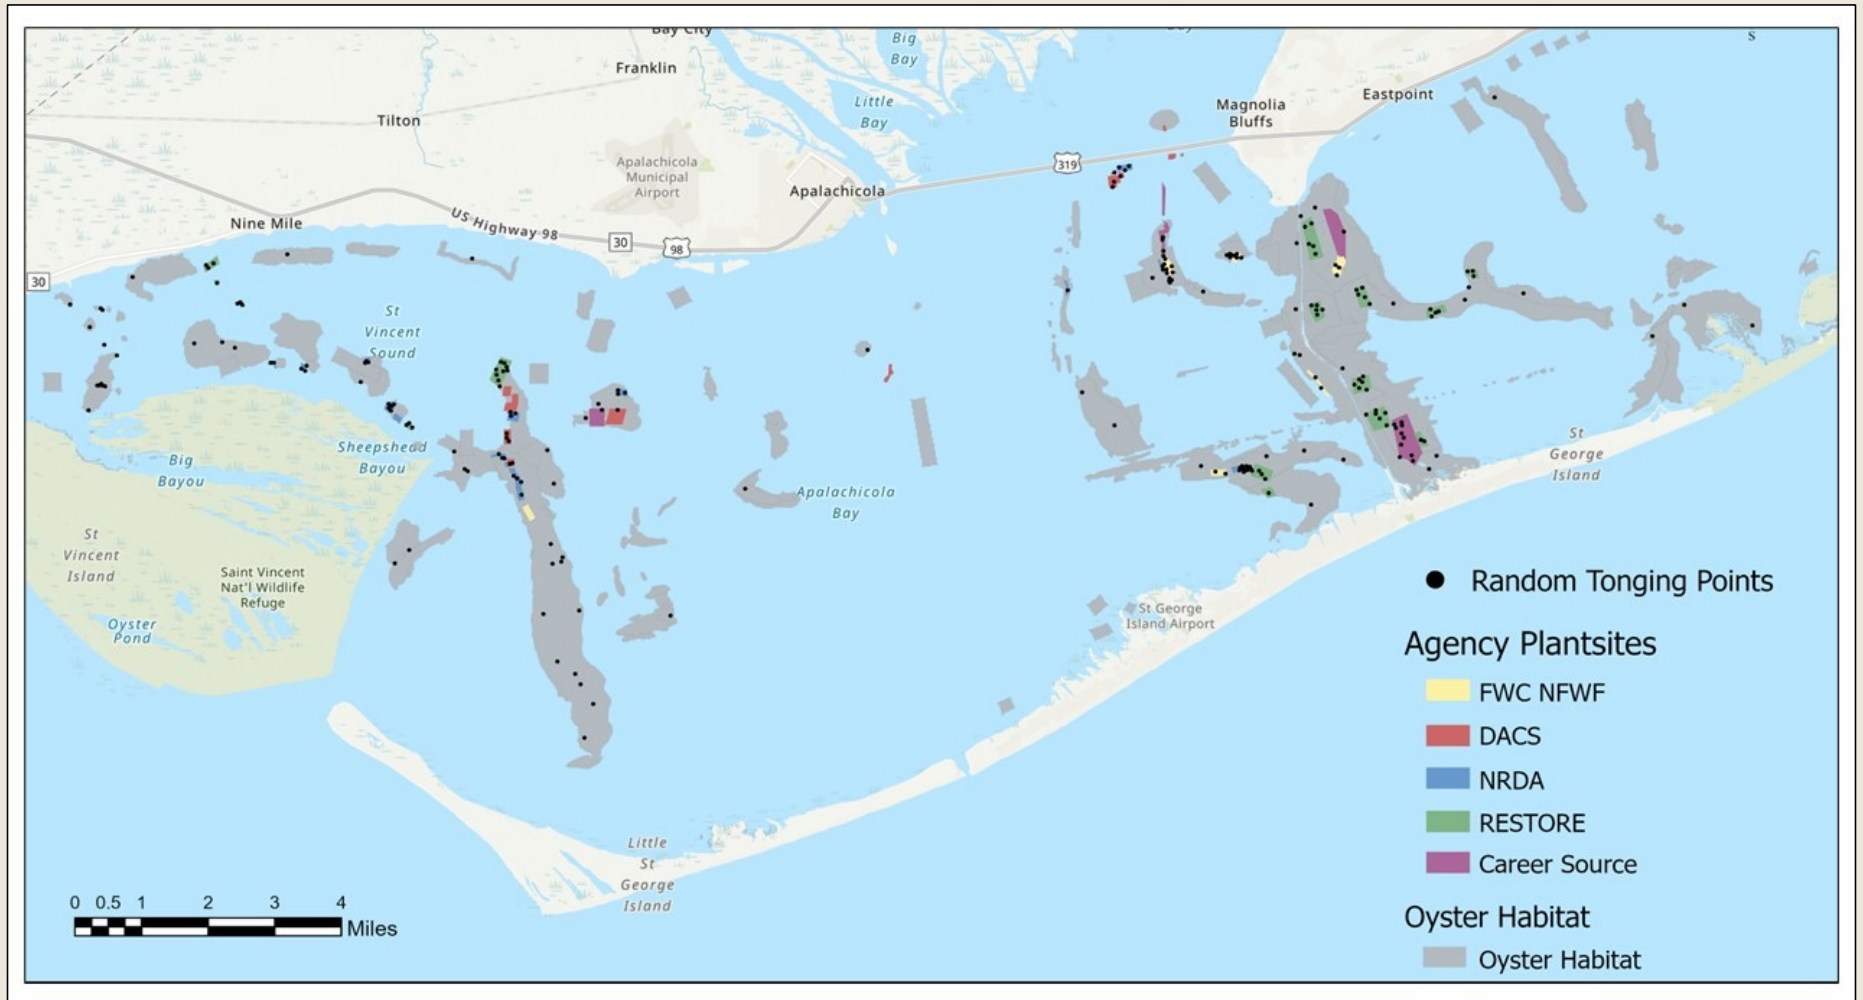 Bay City
Big
Bay
Bay
S
Franklin
Little
Bay
Tilton
Magnolia
Bluffs
Eastpoint
319
Apalachicola
Municipal
Airport
Apalachicola
Nine Mile
US Highway 98
30
98
30
St
Vincent
Sound
Sheepshead
Bayou
Big
Bayou
Apalachicola
Bay
St
George
Island
St
Vincent
Island
Saint Vincent
Nat'l Wildlife
Refuge
Oyster
Pond
St George
Island Airport
Little
St
George
Island
Random Tonging Points
Agency Plantsites
FWC NFWF
DACS
NRDA
RESTORE
Career Source
Oyster Habitat
Oyster Habitat
0 0.5 1 2 3 4
Miles